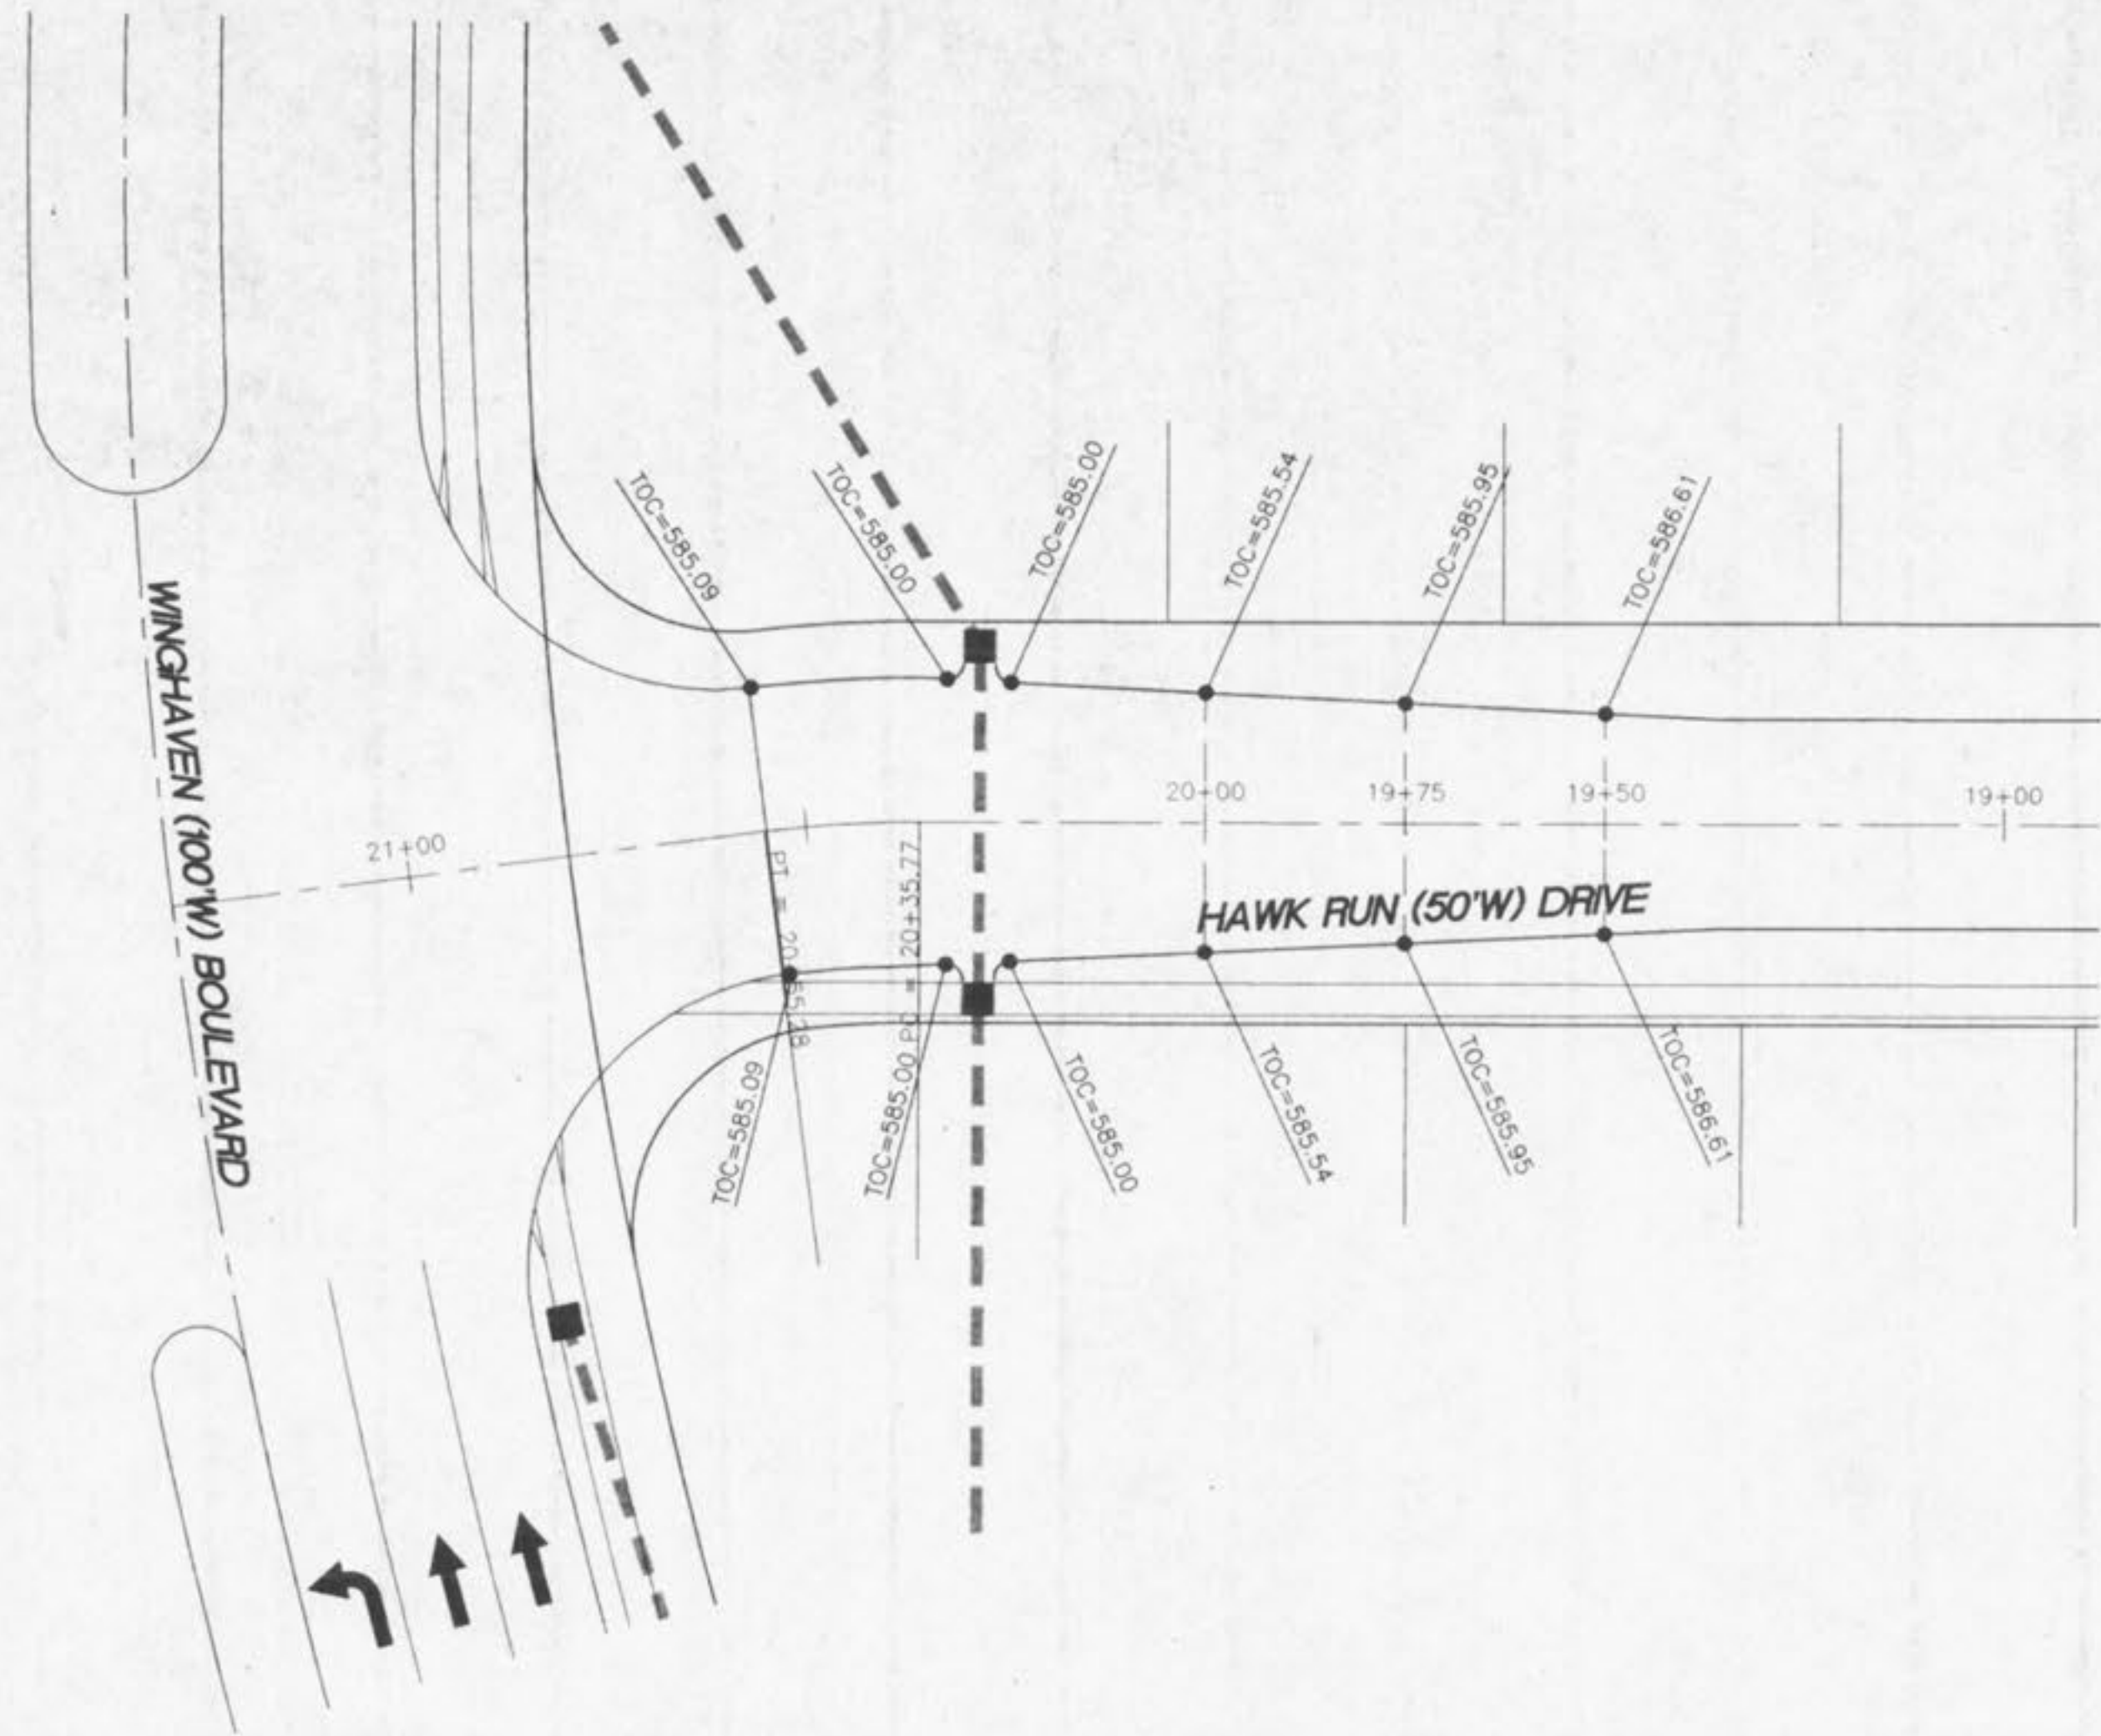 TOC=585.09
TOC=585.00
TOC=585.00
TOC=585.54
TOC=585.95
TOC=586.61
WINGHAVEN (100'W) BOULEVARD
21+00
20+00
19+75
19+50
19+00
PT = 20+55.28
PC = 20+35.77
HAWK RUN (50'W) DRIVE
TOC=585.09
TOC=585.00
TOC=585.00
TOC=585.54
TOC=585.95
TOC=586.61